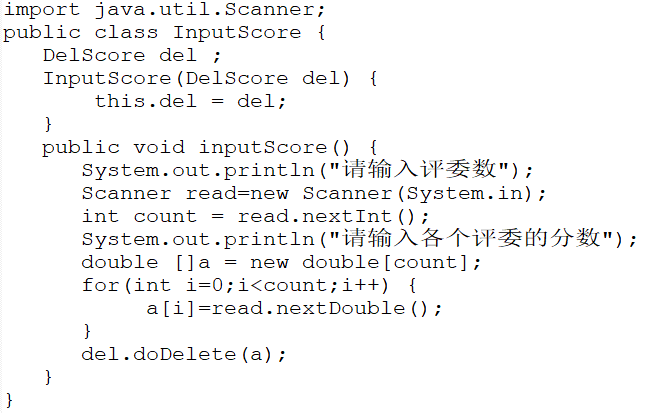 import java.util.Scanner;
public class InputScore {
   DelScore del ;
   InputScore(DelScore del) {
       this.del = del;
   }
   public void inputScore() {
      System.out.println("请输入评委数");
      Scanner read=new Scanner(System.in);
      int count = read.nextInt();
      System.out.println("请输入各个评委的分数");
      double []a = new double[count];
      for(int i=0;i<count;i++) {
           a[i]=read.nextDouble();
      }
      del.doDelete(a);
   }
}